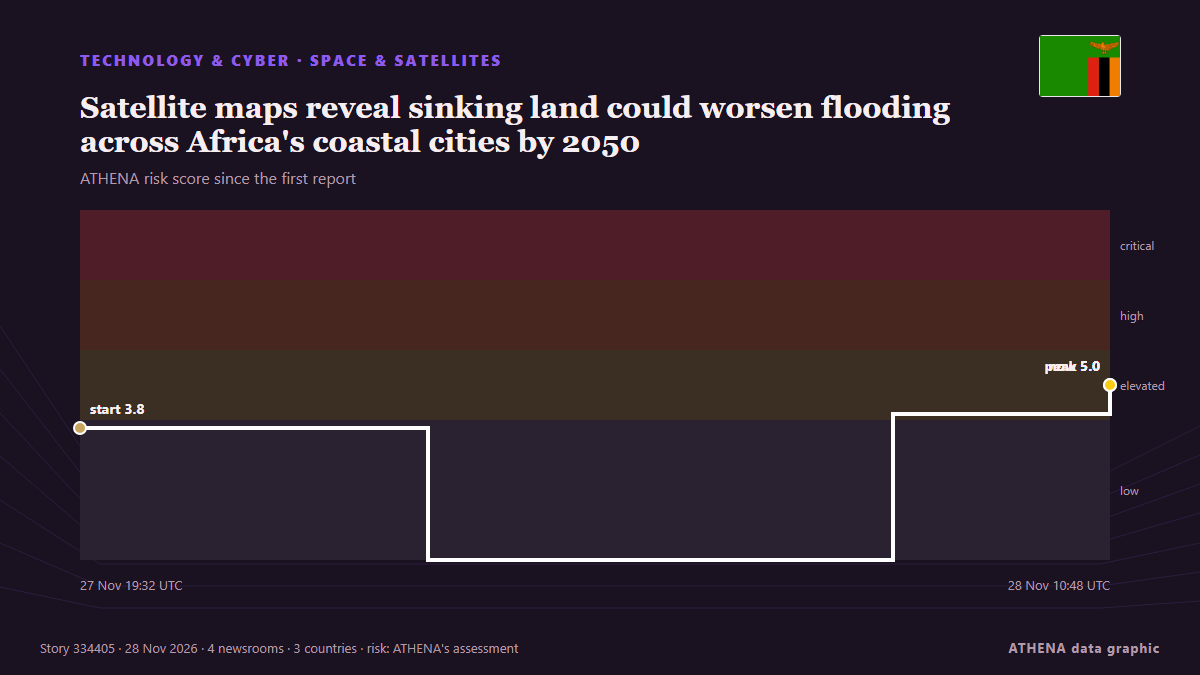 TECHNOLOGY & CYBER · SPACE & SATELLITES
Satellite maps reveal sinking land could worsen flooding
across Africa's coastal cities by 2050
ATHENA risk score since the first report
critical
high
peak 5.0
elevated
start 3.8
low
27 Nov 19:32 UTC
28 Nov 10:48 UTC
Story 334405 · 28 Nov 2026 · 4 newsrooms · 3 countries · risk: ATHENA's assessment
ATHENA data graphic